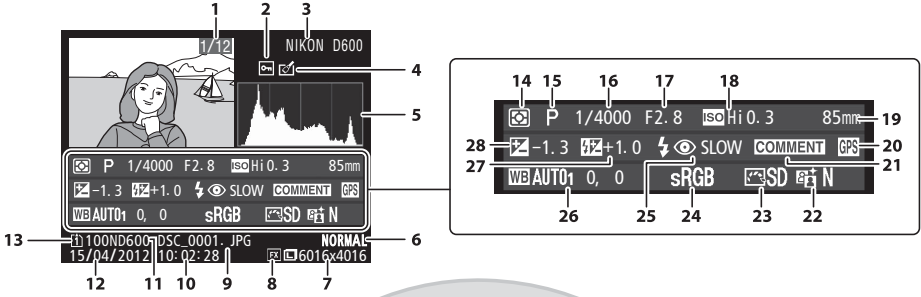 1 2 3
1/12 NIKON D600
4
5
1/4000 F2.8 ISO Hi 0.3 85mm
-1.3 +1.0 SLOW COMMENT GPS
WB AUTO1 0, 0 sRGB SD N
13 1 100ND600 DSC_0001. JPG NORMAL 6
15/04/2012 10:02:28 FX L 6016x4016
12 11 10 9 8 7
14 15 16 17 18
P 1/4000 F2.8 ISO Hi 0.3 85mm 19
28 -1.3 +1.0 SLOW COMMENT GPS 20
27 21
WB AUTO1 0, 0 sRGB SD N
26 25 24 23 22